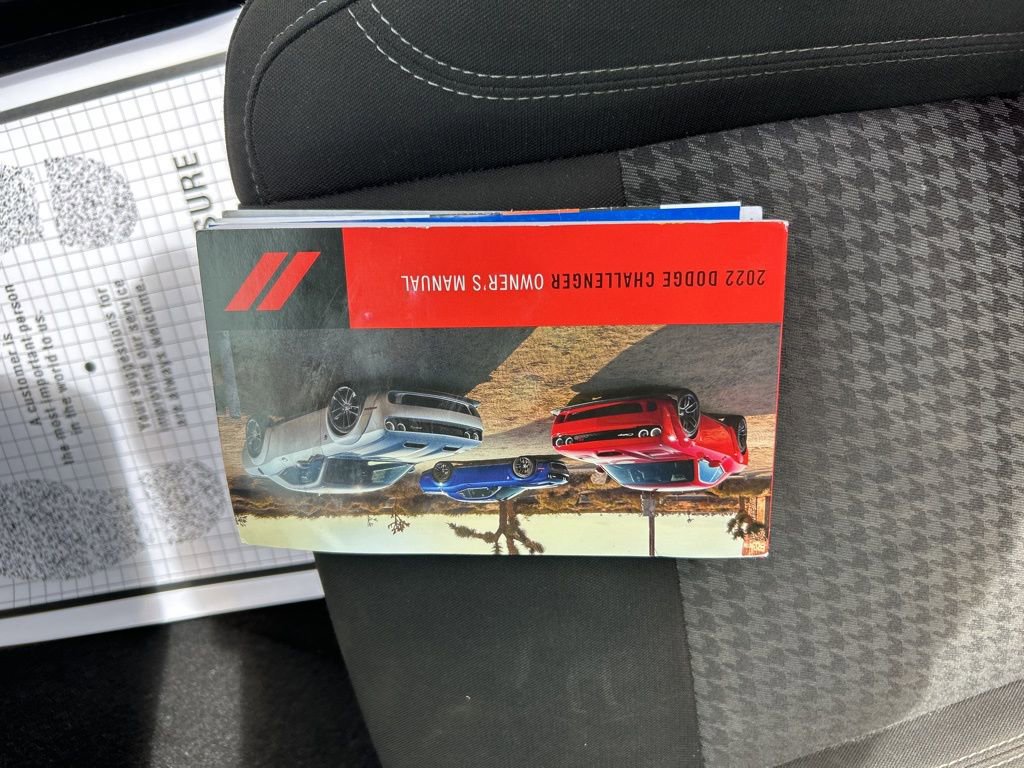 2022 DODGE CHALLENGER OWNER'S MANUAL
SURE
A customer is
the most important person
in the world to us.
Your suggestions for
improving our service
are always welcome.